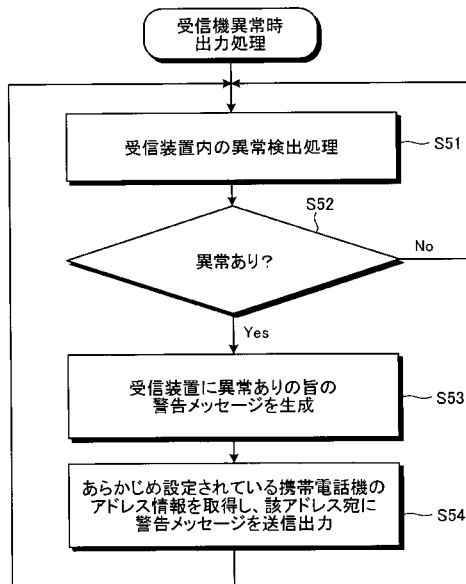 受信機異常時
出力処理
受信装置内の異常検出処理
S51
S52
異常あり?
No
Yes
受信装置に異常ありの旨の
警告メッセージを生成
S53
あらかじめ設定されている携帯電話機の
アドレス情報を取得し、該アドレス宛に
警告メッセージを送信出力
S54